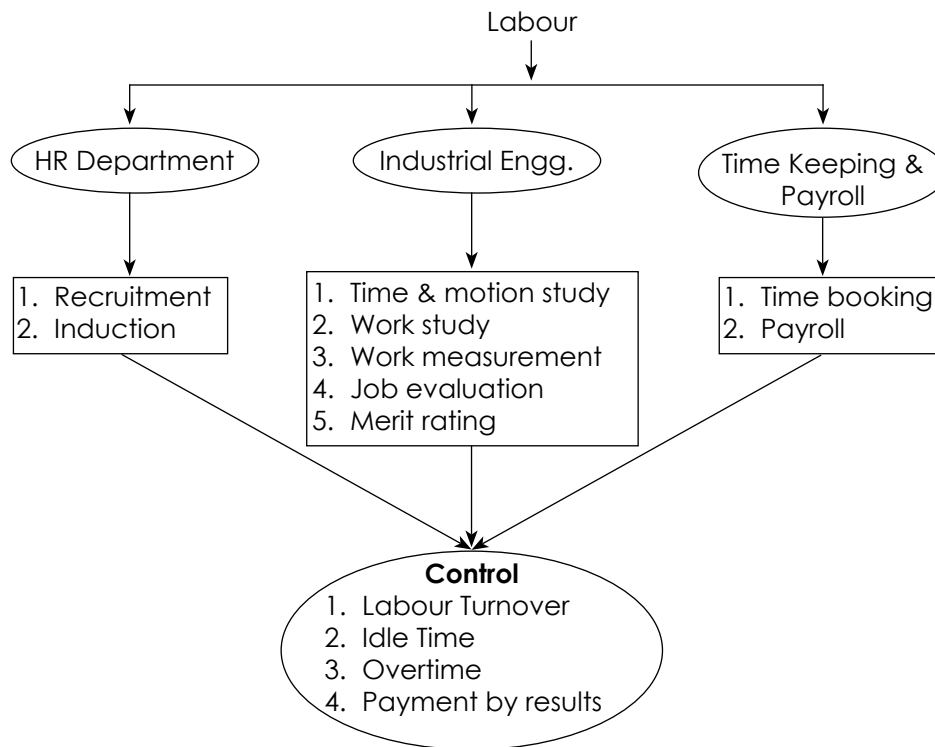 Labour
HR Department
Industrial Engg.
Time Keeping &
Payroll
1. Recruitment
2. Induction
1. Time & motion study
2. Work study
3. Work measurement
4. Job evaluation
5. Merit rating
1. Time booking
2. Payroll
Control
1. Labour Turnover
2. Idle Time
3. Overtime
4. Payment by results